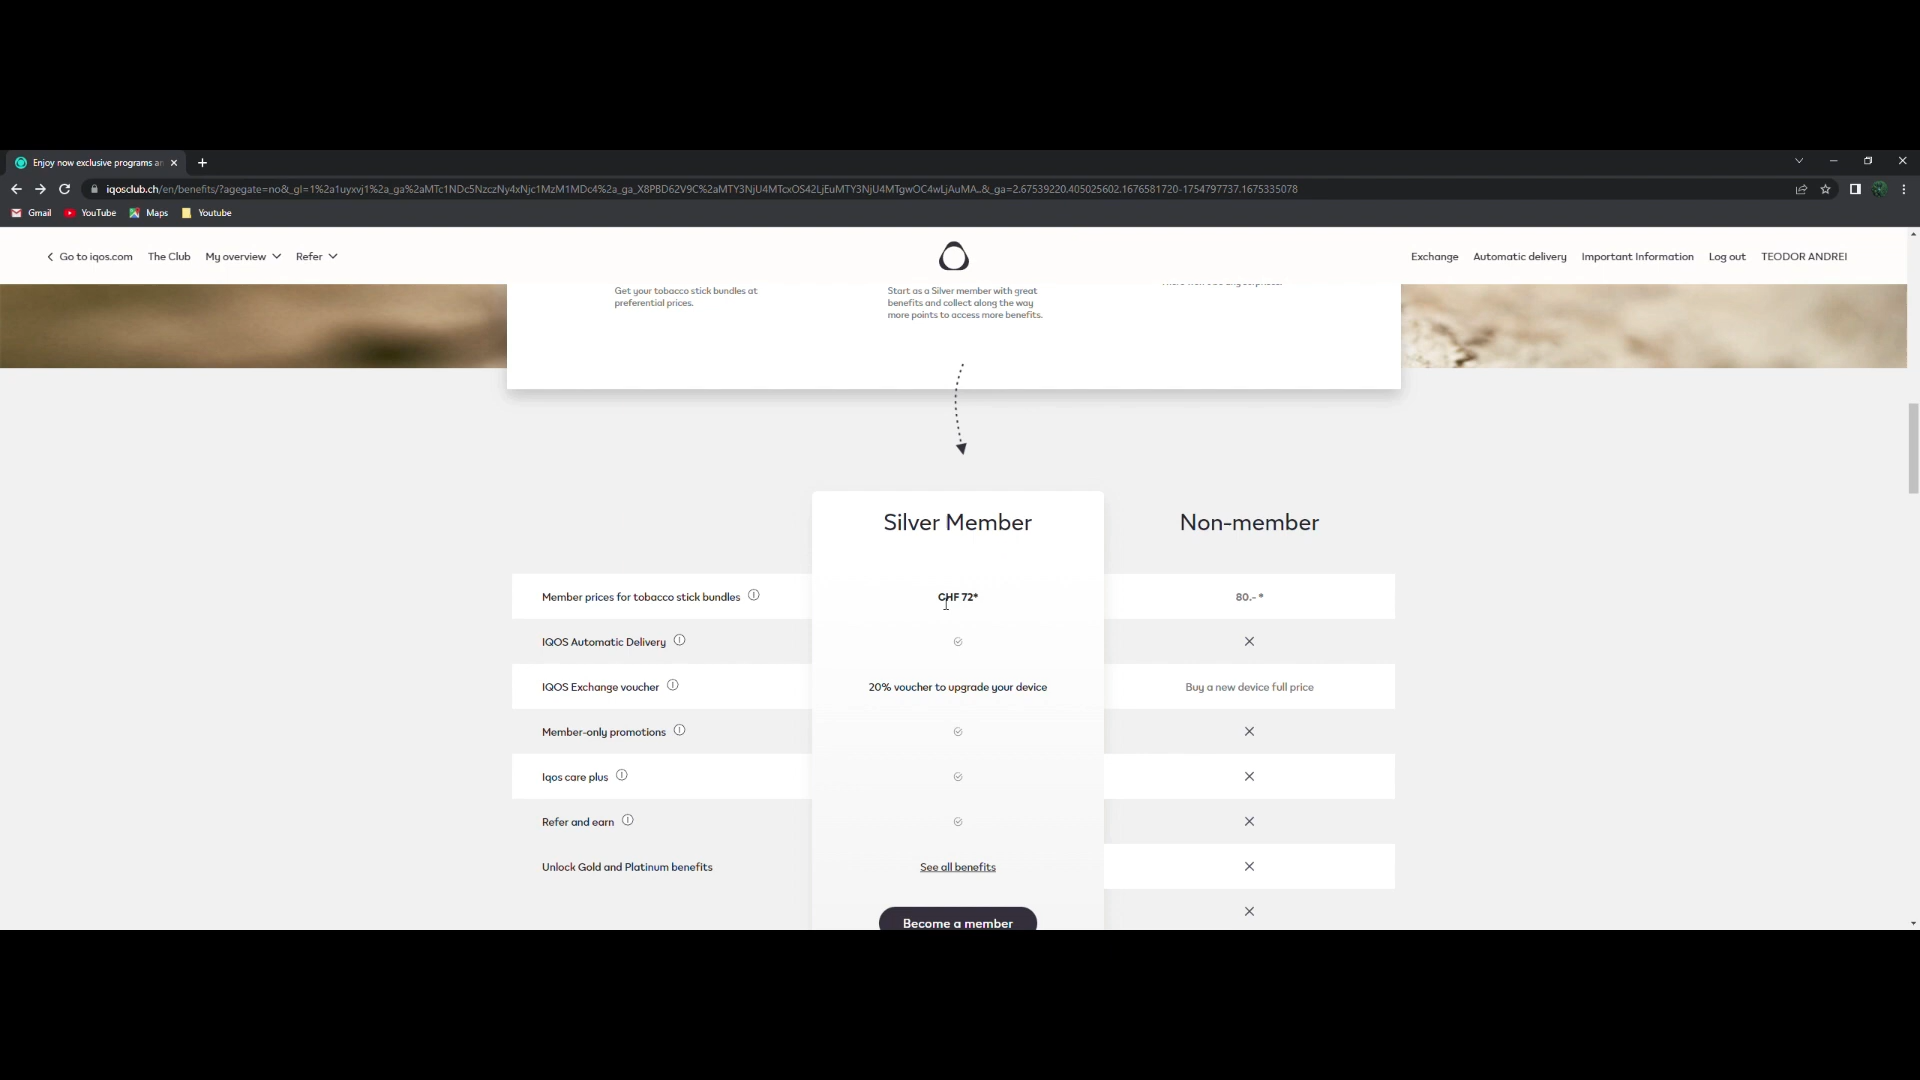 Enjoy now exclusive programs an
iqosclub.ch/en/benefits/?agegate=no&_gl=1%2a1uyxvj1%2a_ga%2aMTc1NDc5NzczNy4xNjc1MzM1MDc4%2a_ga_X8PBD62V9C%2aMTY3NjU4MTcxOS42LjEuMTY3NjU4MTgwOC4wLjAuMA..&_ga=2.67539220.405025602.1676581720-1754797737.1675335078
Gmail YouTube Maps Youtube
Go to iqos.com The Club My overview Refer Exchange Automatic delivery Important Information Log out TEODOR ANDREI
Get your tobacco stick bundles at
preferential prices.
Start as a Silver member with great
benefits and collect along the way
more points to access more benefits.
Silver Member Non-member
Member prices for tobacco stick bundles CHF 72* 80.- *
IQOS Automatic Delivery
IQOS Exchange voucher 20% voucher to upgrade your device Buy a new device full price
Member-only promotions
Iqos care plus
Refer and earn
Unlock Gold and Platinum benefits See all benefits
Become a member